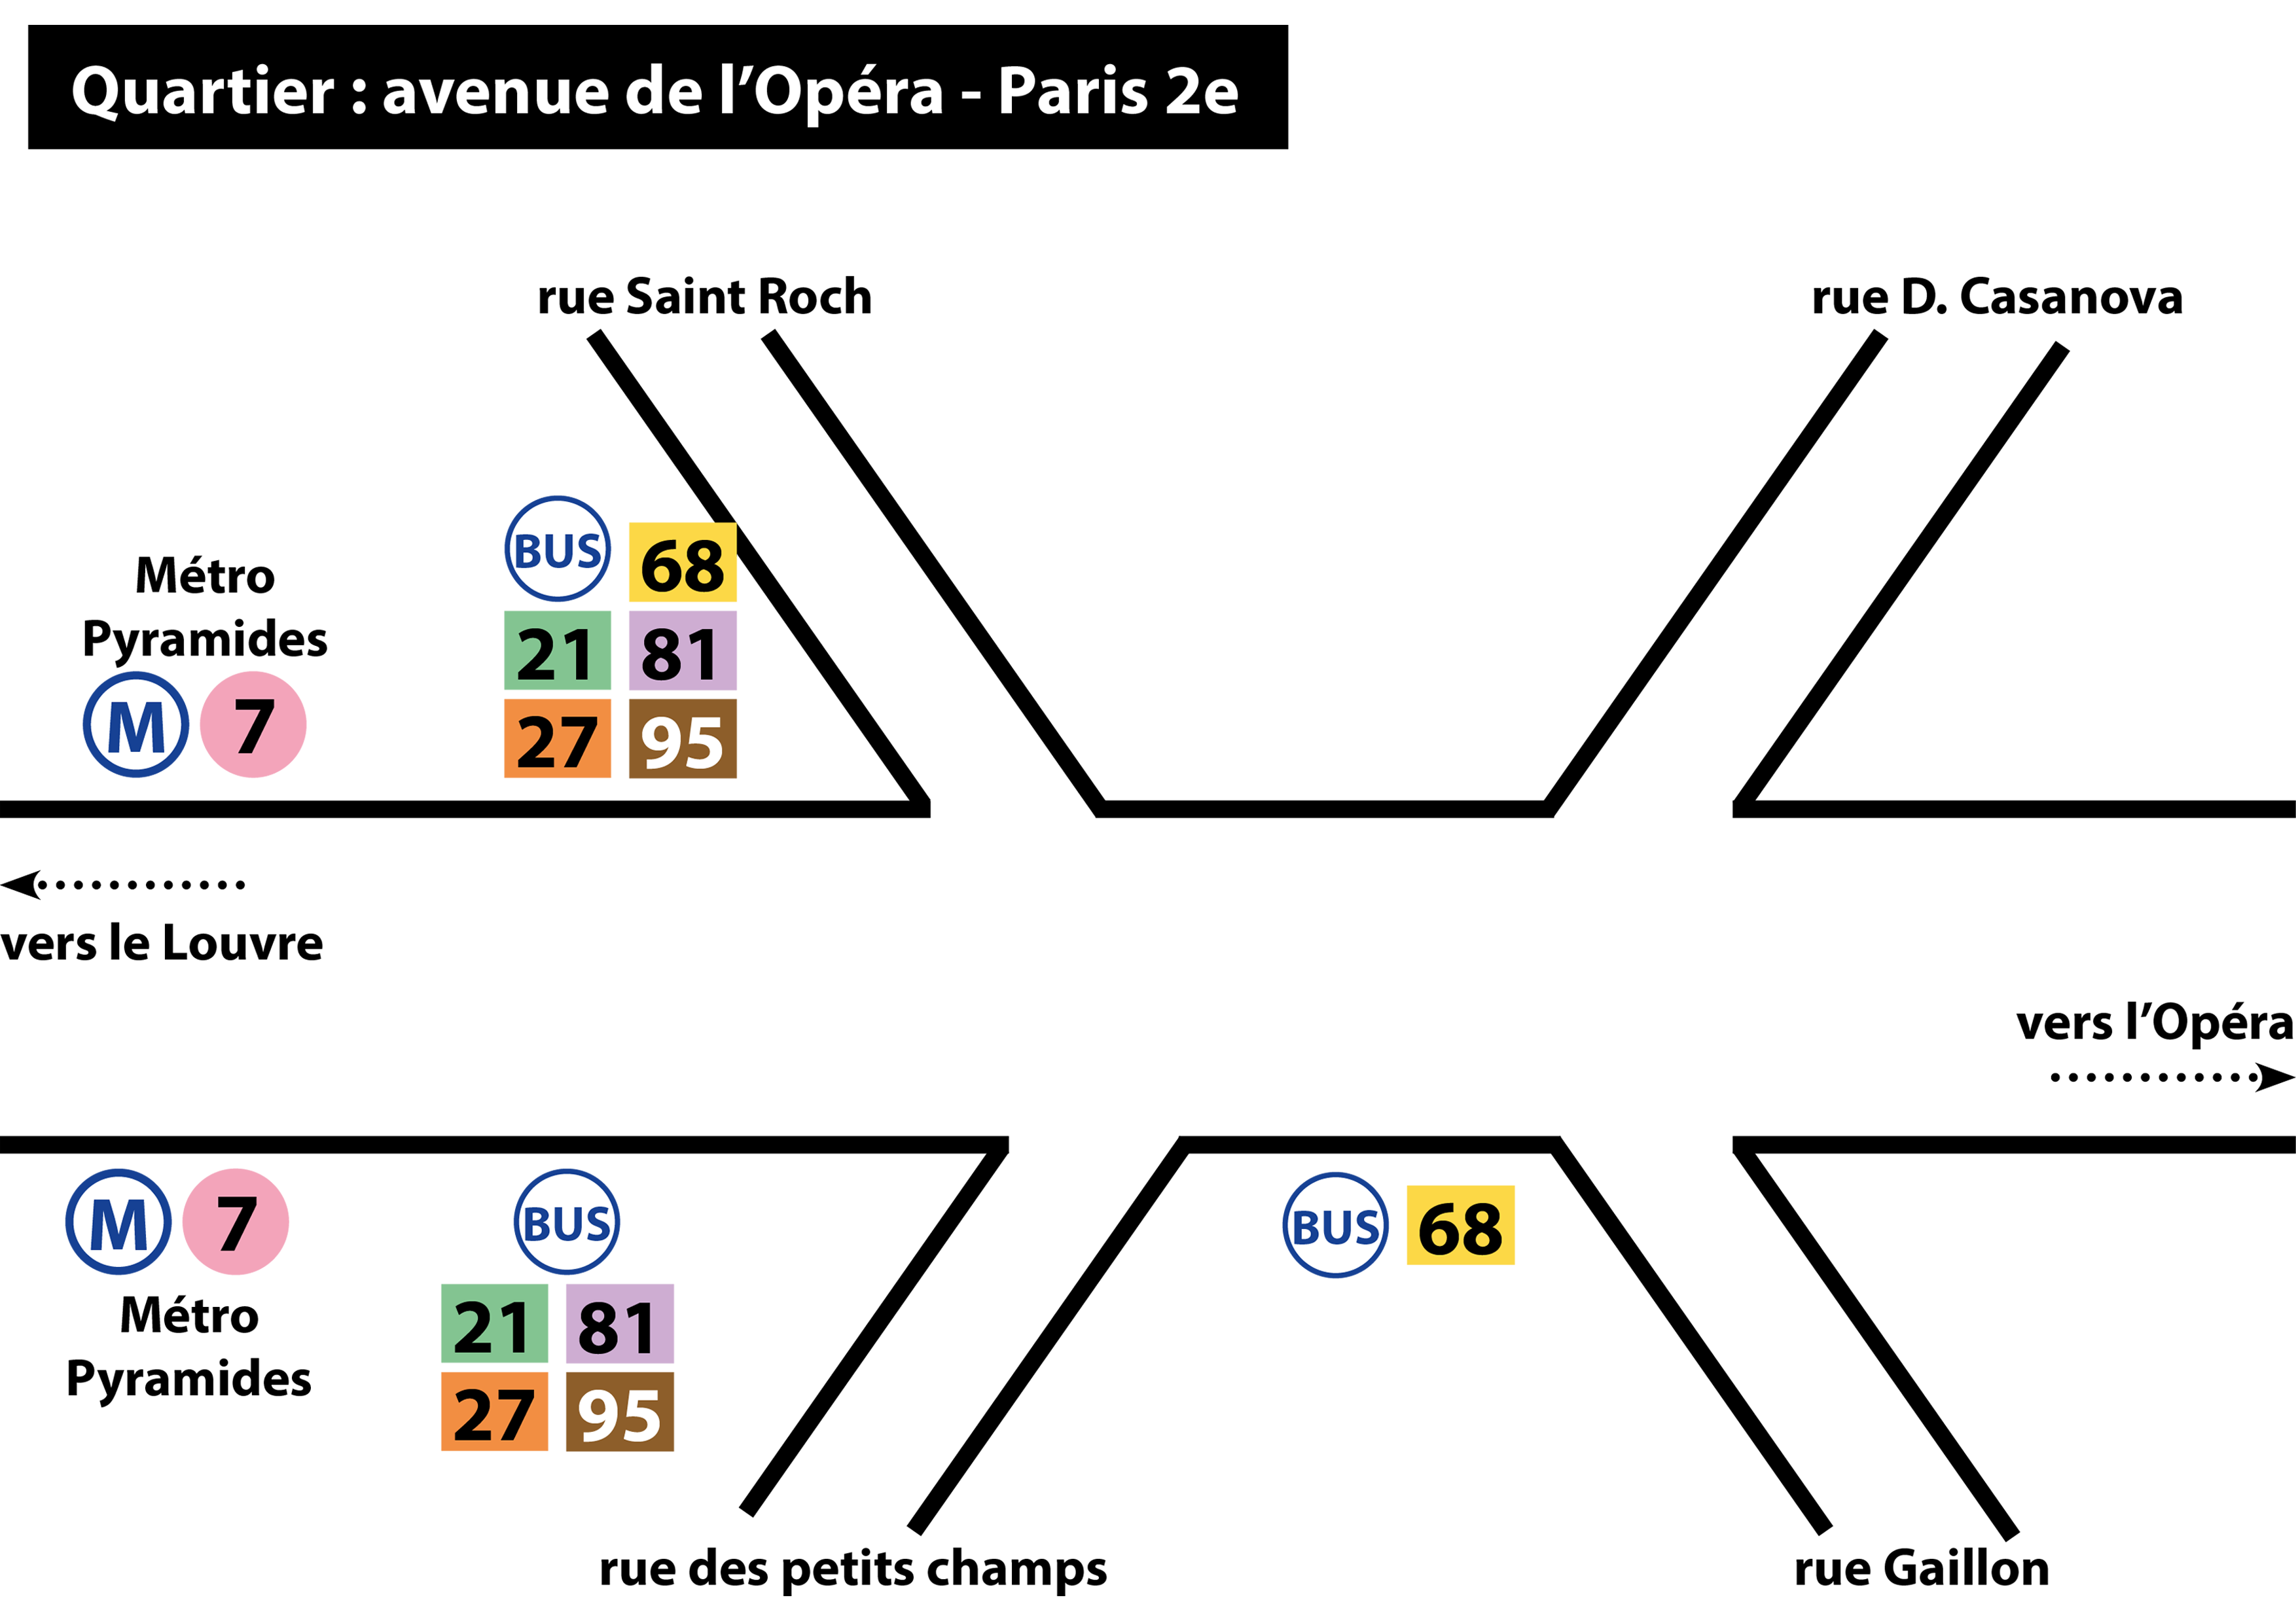 Quartier : avenue de l’Opéra - Paris 2e
rue Saint Roch
rue D. Casanova
Métro
Pyramides
M 7
BUS 68
21 81
27 95
vers le Louvre
vers l’Opéra
M 7
Métro
Pyramides
BUS
21 81
27 95
BUS 68
rue des petits champs
rue Gaillon